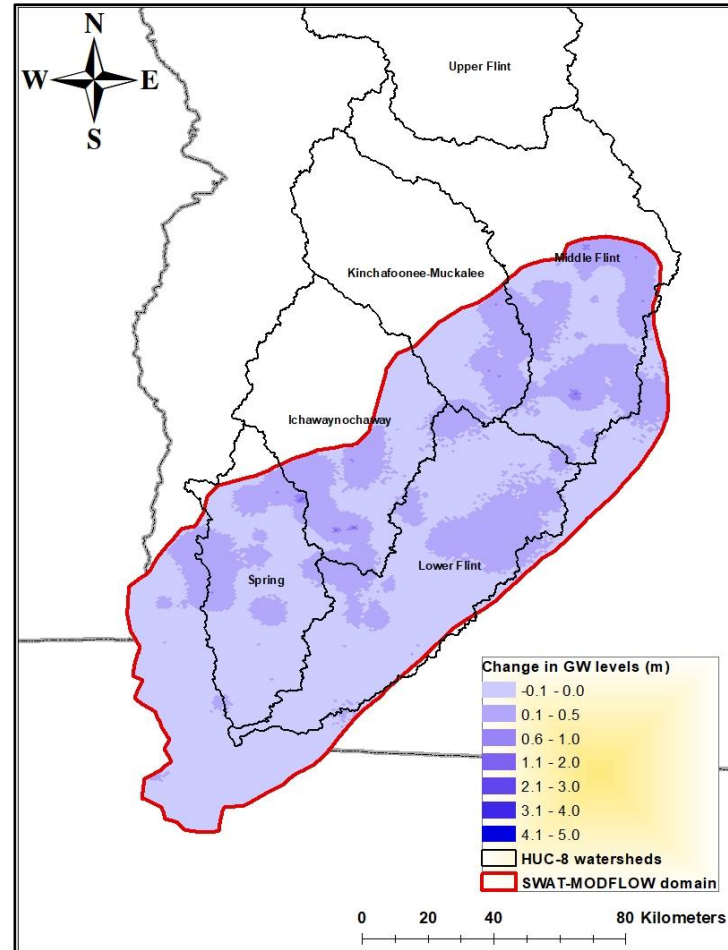 N
W E
S
Upper Flint
Middle Flint
Kinchafoonee-Muckalee
Ichawaynochaway
Spring
Lower Flint
Change in GW levels (m)
-0.1 - 0.0
0.1 - 0.5
0.6 - 1.0
1.1 - 2.0
2.1 - 3.0
3.1 - 4.0
4.1 - 5.0
HUC-8 watersheds
SWAT-MODFLOW domain
0 20 40 80 Kilometers